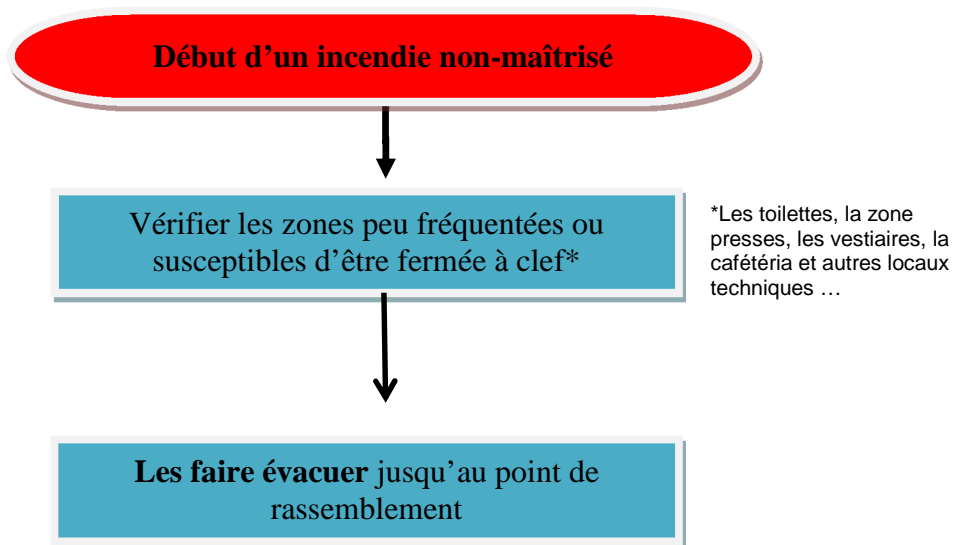 Début d’un incendie non-maîtrisé
Vérifier les zones peu fréquentées ou
susceptibles d’être fermée à clef*
*Les toilettes, la zone
presses, les vestiaires, la
cafétéria et autres locaux
techniques …
Les faire évacuer jusqu’au point de
rassemblement